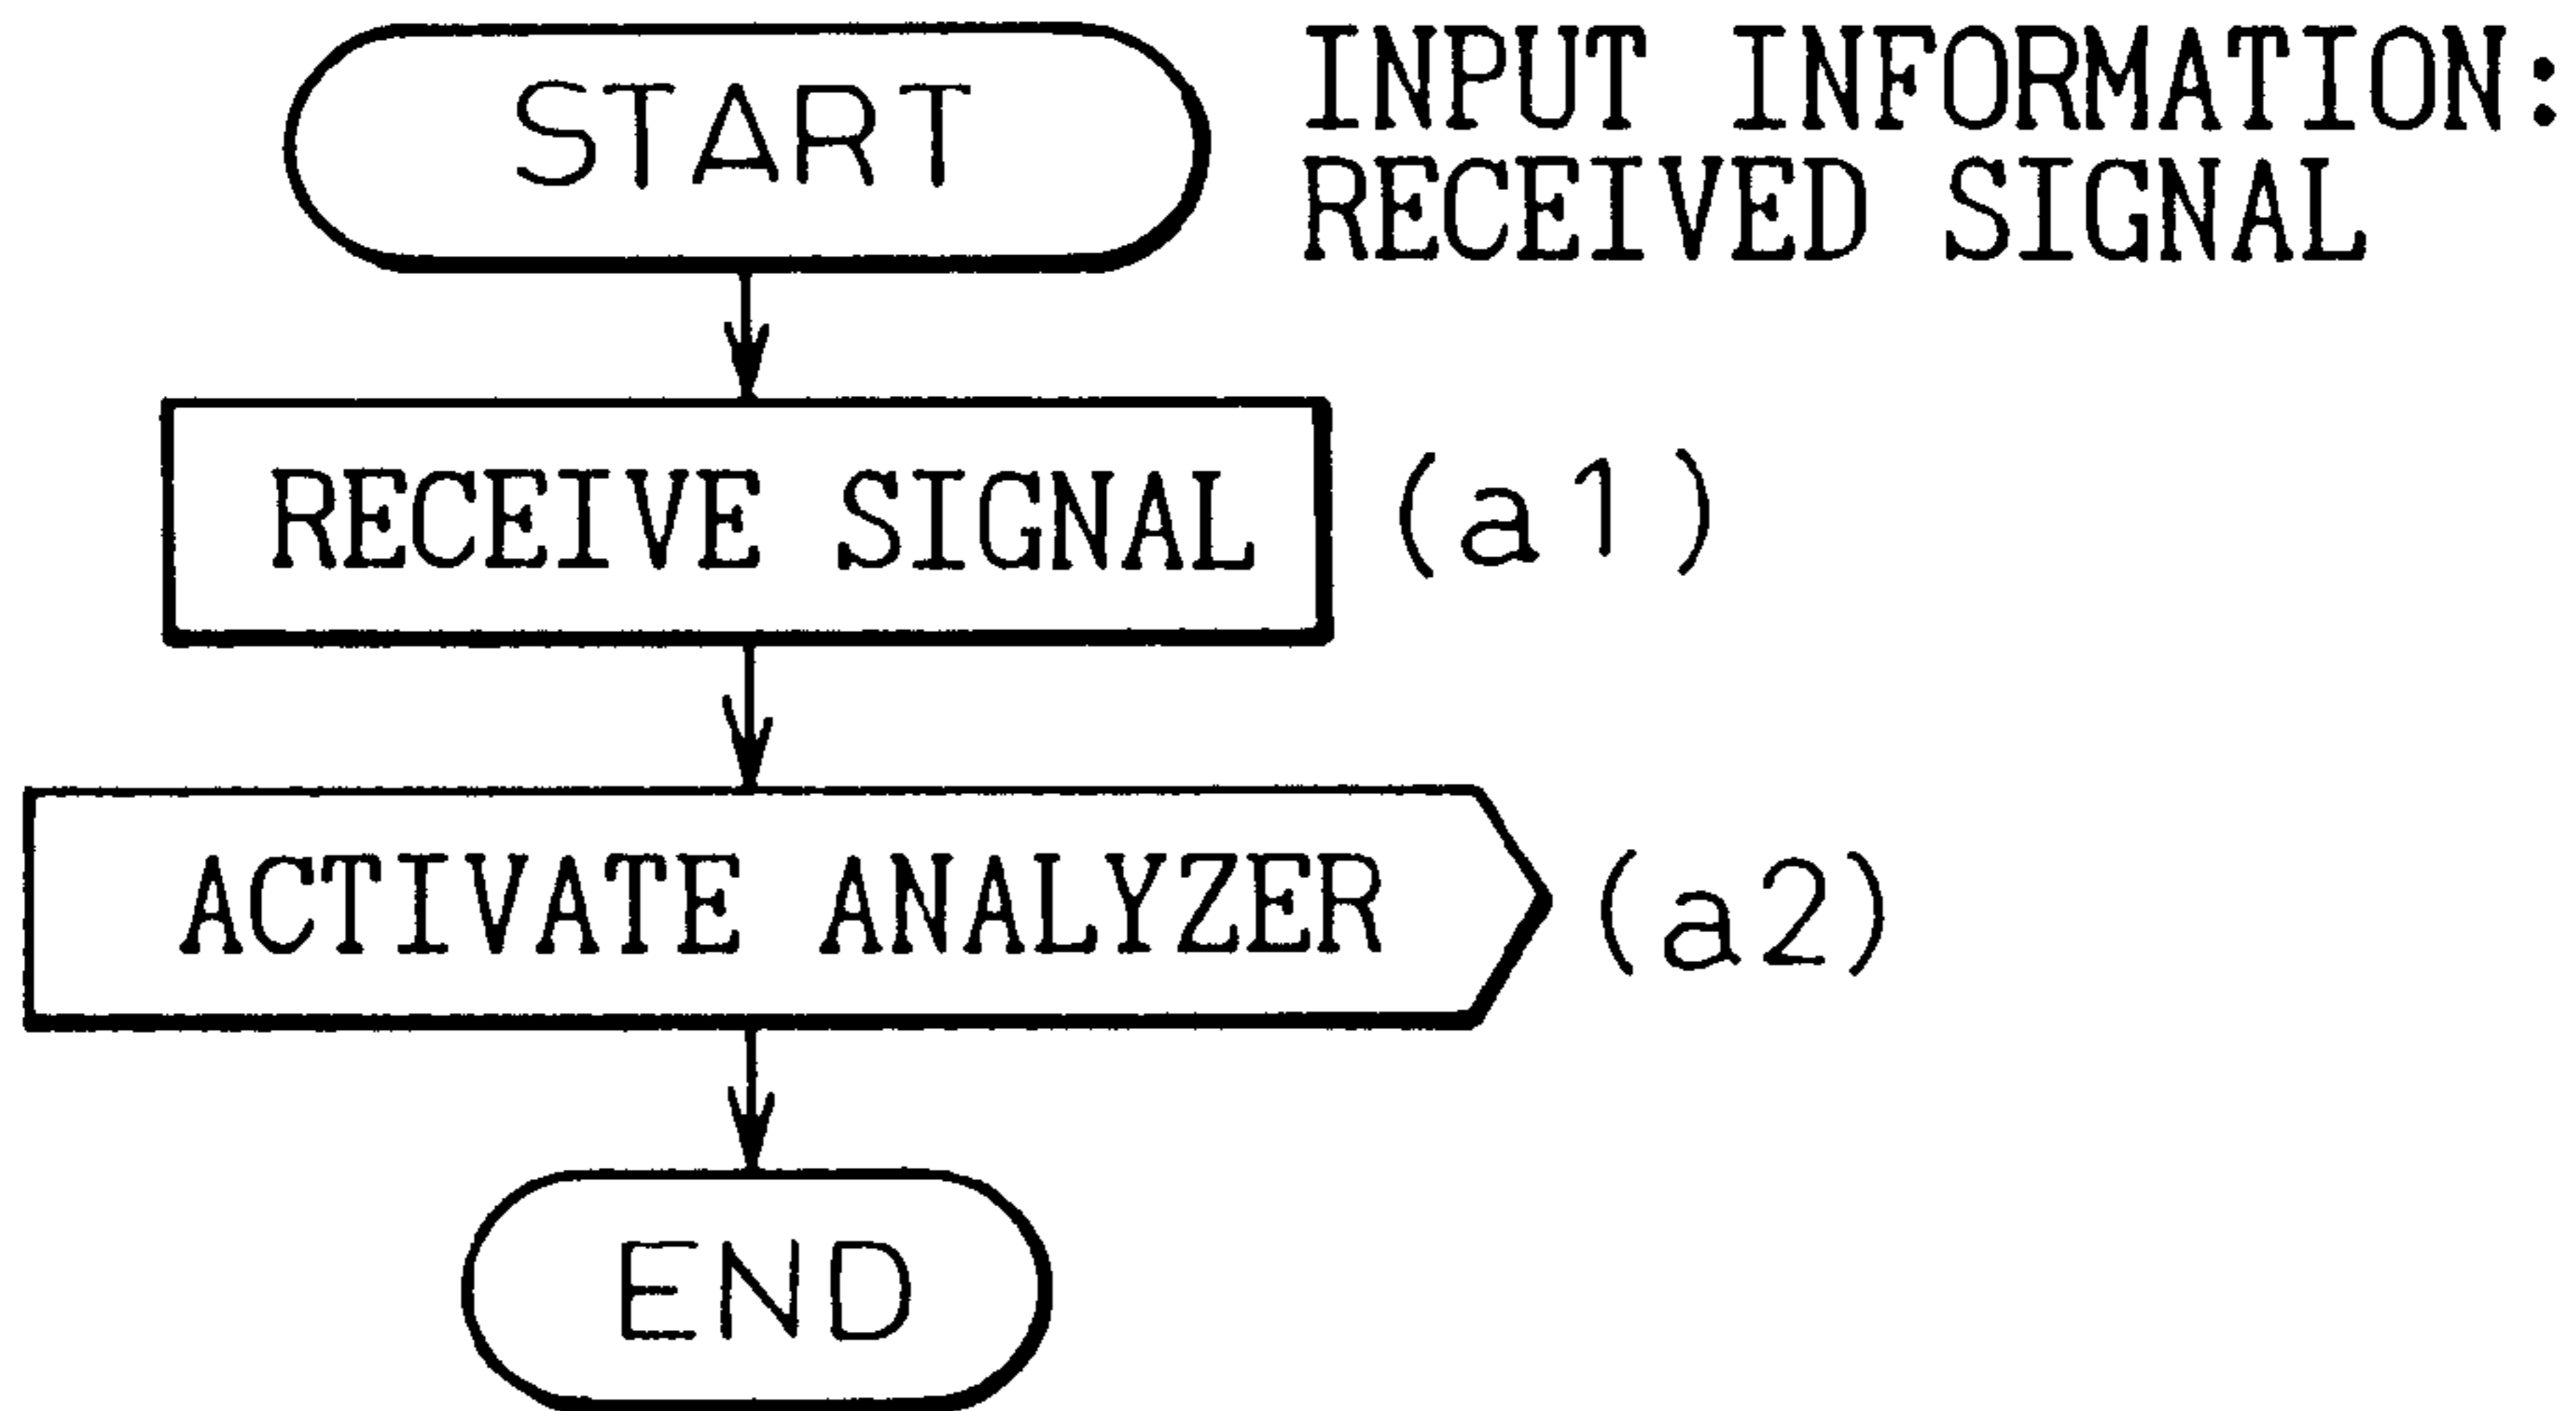 START
INPUT INFORMATION:
RECEIVED SIGNAL
RECEIVE SIGNAL
(a1)
ACTIVATE ANALYZER
(a2)
END